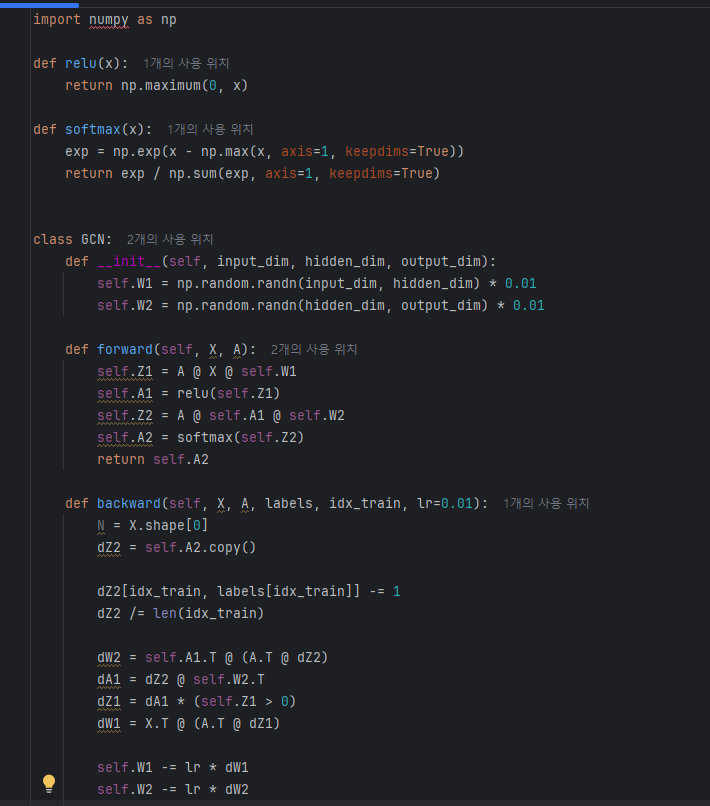 import numpy as np
def relu(x): 1개의 사용 위치
    return np.maximum(0, x)
def softmax(x): 1개의 사용 위치
    exp = np.exp(x - np.max(x, axis=1, keepdims=True))
    return exp / np.sum(exp, axis=1, keepdims=True)
class GCN: 2개의 사용 위치
    def __init__(self, input_dim, hidden_dim, output_dim):
        self.W1 = np.random.randn(input_dim, hidden_dim) * 0.01
        self.W2 = np.random.randn(hidden_dim, output_dim) * 0.01
    def forward(self, X, A): 2개의 사용 위치
        self.Z1 = A @ X @ self.W1
        self.A1 = relu(self.Z1)
        self.Z2 = A @ self.A1 @ self.W2
        self.A2 = softmax(self.Z2)
        return self.A2
    def backward(self, X, A, labels, idx_train, lr=0.01): 1개의 사용 위치
        N = X.shape[0]
        dZ2 = self.A2.copy()
        dZ2[idx_train, labels[idx_train]] -= 1
        dZ2 /= len(idx_train)
        dW2 = self.A1.T @ (A.T @ dZ2)
        dA1 = dZ2 @ self.W2.T
        dZ1 = dA1 * (self.Z1 > 0)
        dW1 = X.T @ (A.T @ dZ1)
        self.W1 -= lr * dW1
        self.W2 -= lr * dW2